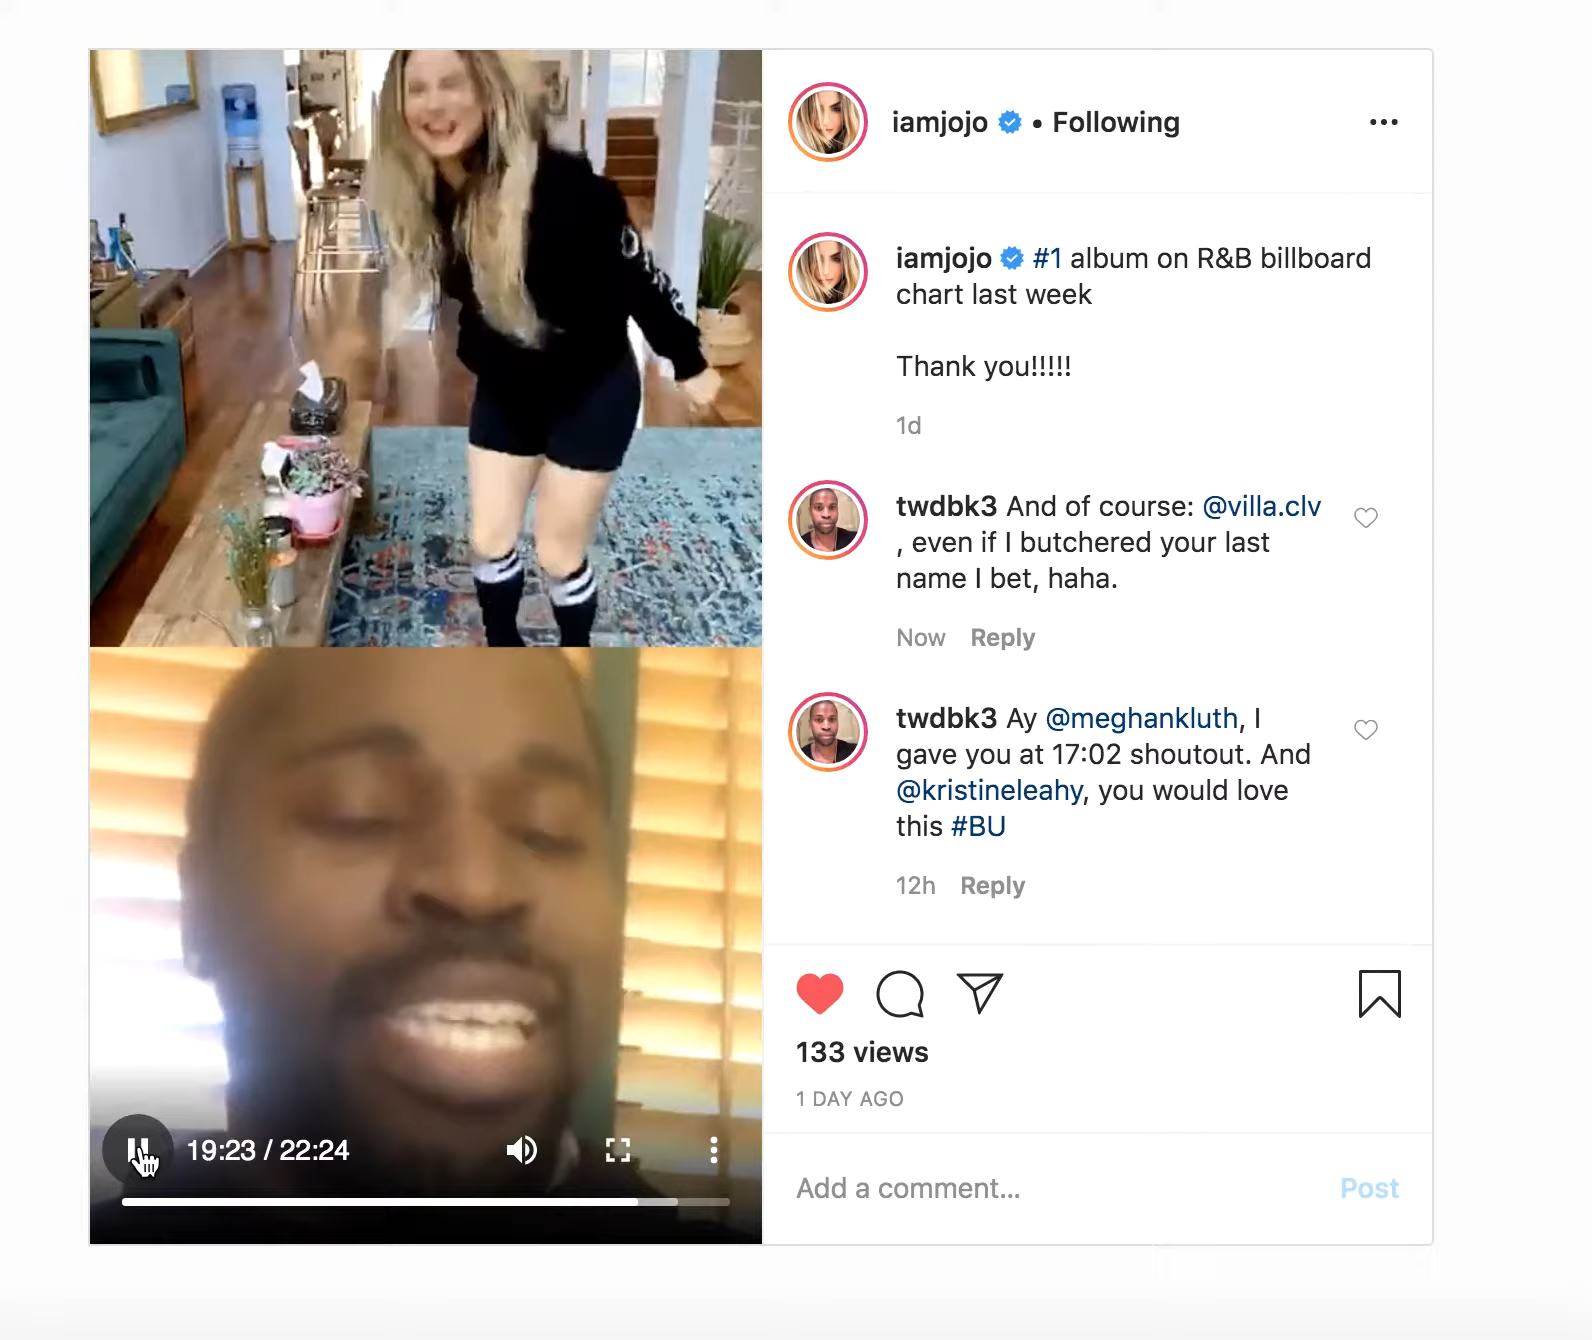 iamjojo • Following
iamjojo #1 album on R&B billboard
chart last week
Thank you!!!!!
1d
twdbk3 And of course: @villa.clv
, even if I butchered your last
name I bet, haha.
Now Reply
twdbk3 Ay @meghankluth, I
gave you at 17:02 shoutout. And
@kristineleahy, you would love
this #BU
12h Reply
133 views
1 DAY AGO
19:23 / 22:24
Add a comment... Post